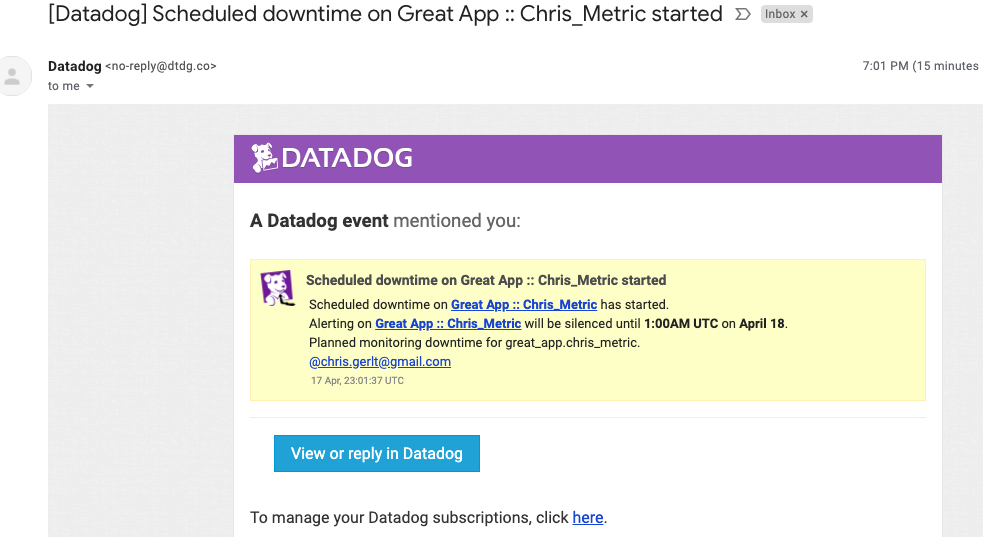 [Datadog] Scheduled downtime on Great App :: Chris_Metric started Inbox ×
Datadog <no-reply@dtdg.co> 7:01 PM (15 minutes
to me
DATADOG
A Datadog event mentioned you:
Scheduled downtime on Great App :: Chris_Metric started
Scheduled downtime on Great App :: Chris_Metric has started.
Alerting on Great App :: Chris_Metric will be silenced until 1:00AM UTC on April 18.
Planned monitoring downtime for great_app.chris_metric.
@chris.gerlt@gmail.com
17 Apr, 23:01:37 UTC
View or reply in Datadog
To manage your Datadog subscriptions, click here.